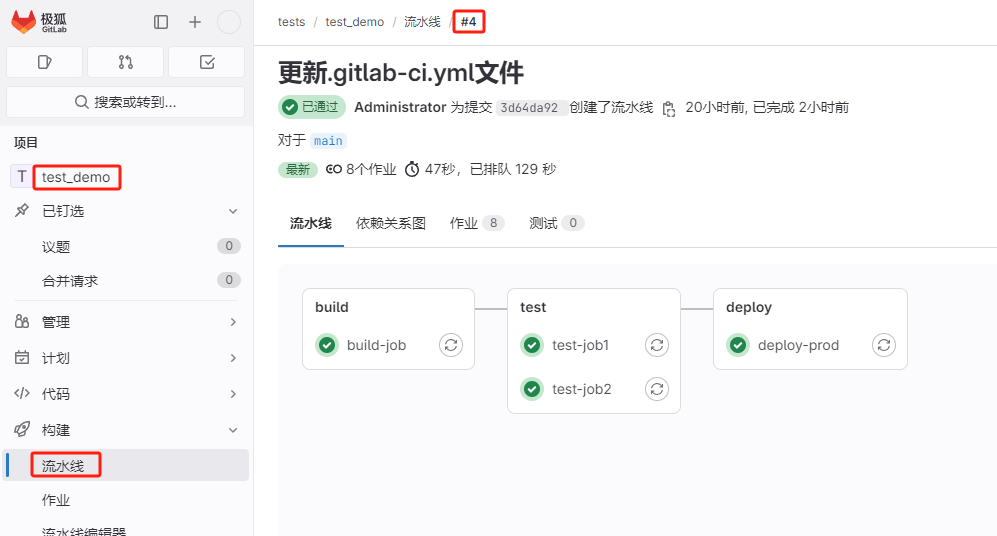 极狐
GitLab
搜索或转到...
项目
T test_demo
已钉选
议题 0
合并请求 0
管理
计划
代码
构建
流水线
作业
流水线编辑器
tests / test_demo / 流水线 / #4
更新.gitlab-ci.yml文件
已通过 Administrator 为提交 3d64da92 创建了流水线 20小时前, 已完成 2小时前
对于 main
最新 8个作业 47秒，已排队 129 秒
流水线 依赖关系图 作业 8 测试 0
build
build-job
test
test-job1
test-job2
deploy
deploy-prod